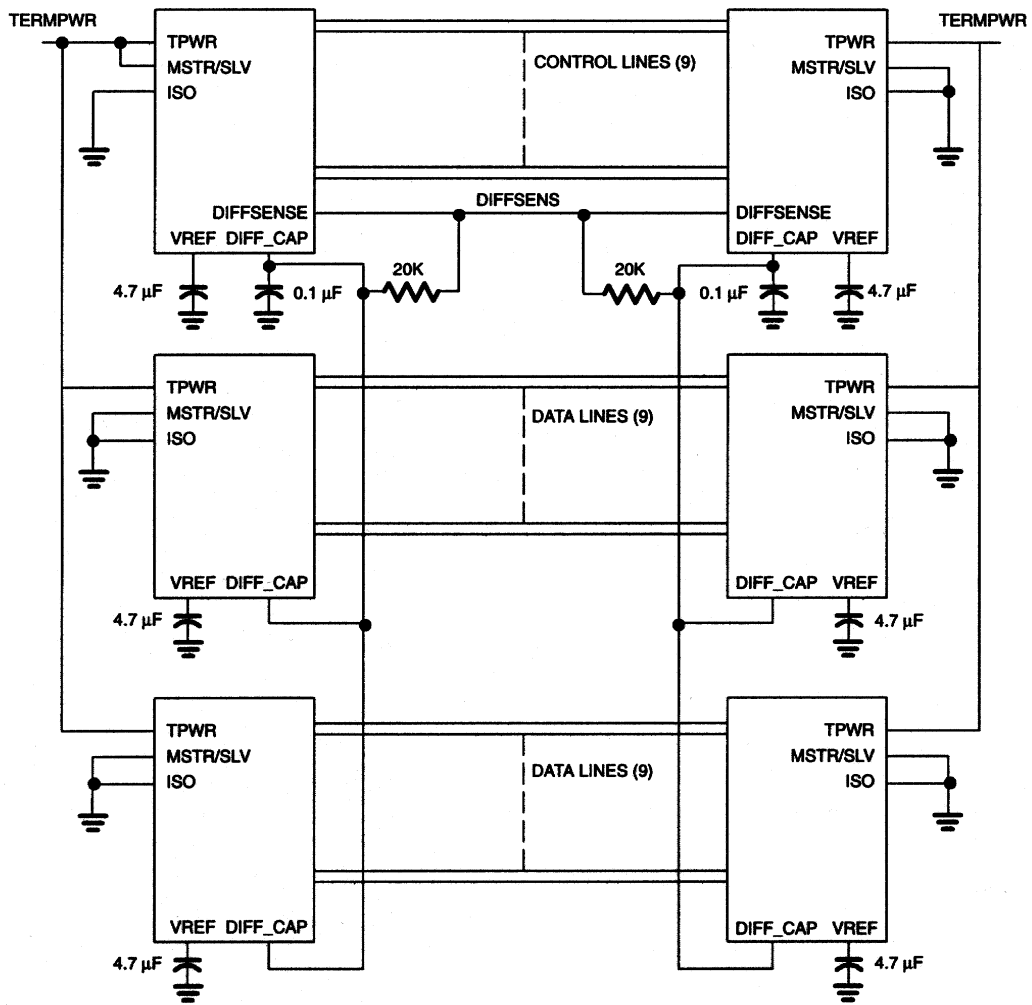 TERMPWR
TERMPWR
TPWR
MSTR/SLV
ISO
CONTROL LINES (9)
TPWR
MSTR/SLV
ISO
DIFFSENSE
DIFFSENS
DIFFSENSE
VREF DIFF_CAP
DIFF_CAP VREF
4.7 µF
0.1 µF
20K
20K
0.1 µF
4.7 µF
TPWR
MSTR/SLV
ISO
DATA LINES (9)
TPWR
MSTR/SLV
ISO
VREF DIFF_CAP
DIFF_CAP VREF
4.7 µF
4.7 µF
TPWR
MSTR/SLV
ISO
DATA LINES (9)
TPWR
MSTR/SLV
ISO
VREF DIFF_CAP
DIFF_CAP VREF
4.7 µF
4.7 µF